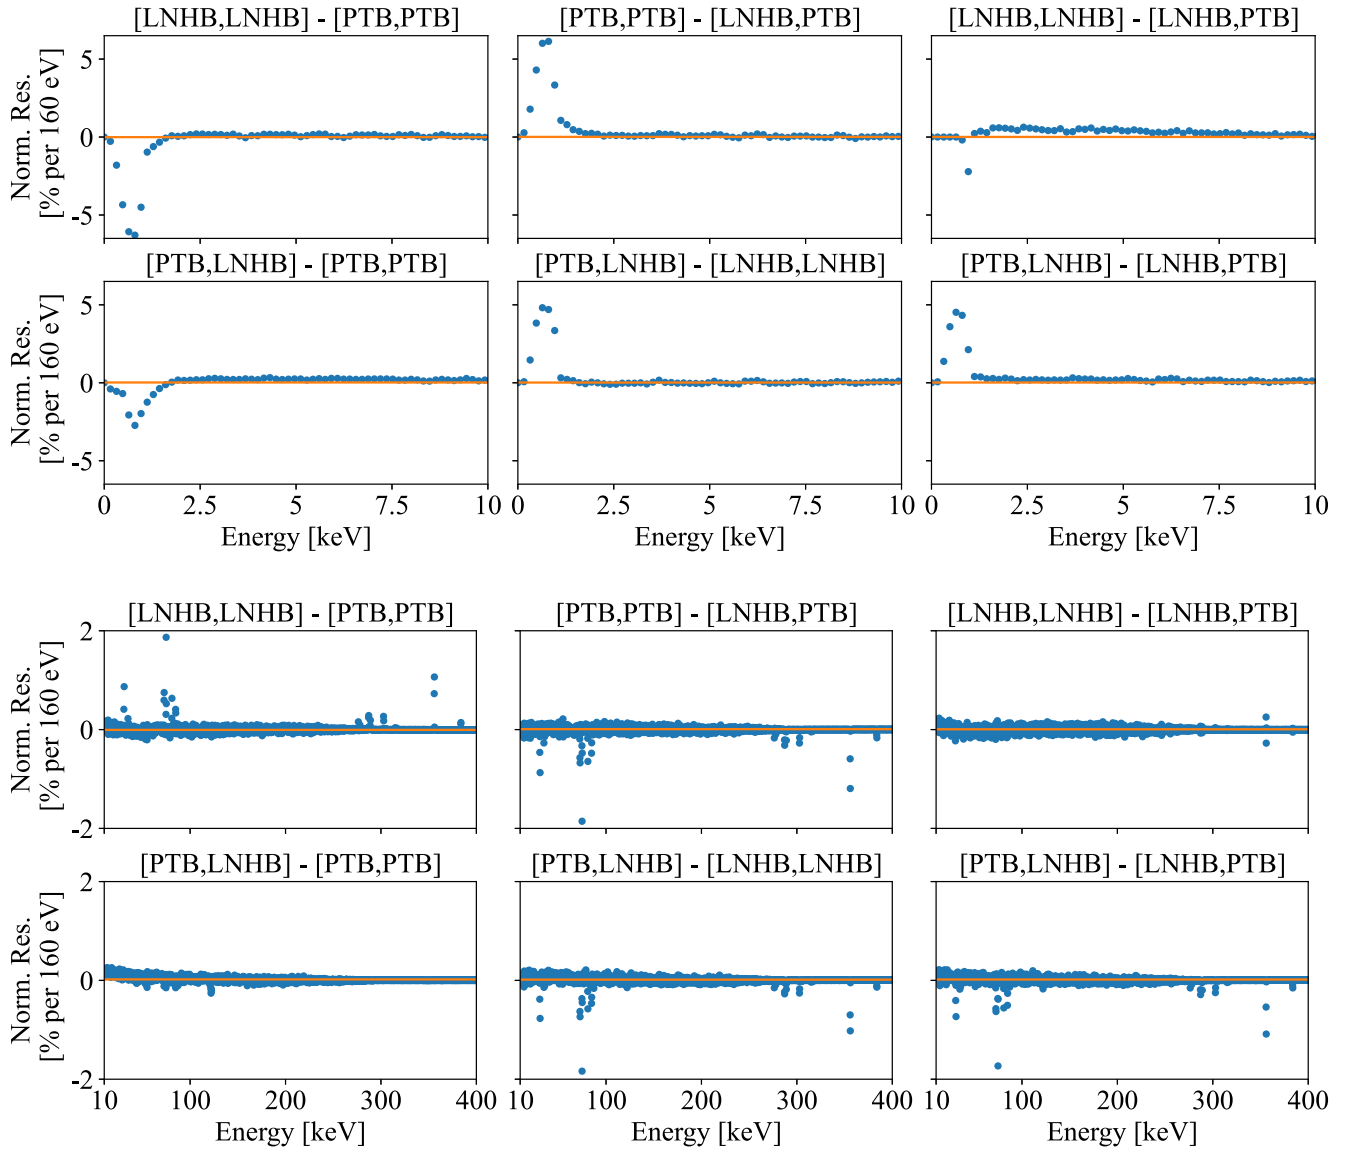 [LNHB,LNHB] - [PTB,PTB] [PTB,PTB] - [LNHB,PTB] [LNHB,LNHB] - [LNHB,PTB]
Norm. Res.
[% per 160 eV]
5
0
-5
[PTB,LNHB] - [PTB,PTB] [PTB,LNHB] - [LNHB,LNHB] [PTB,LNHB] - [LNHB,PTB]
Norm. Res.
[% per 160 eV]
5
0
-5
0 2.5 5 7.5 10 0 2.5 5 7.5 10 0 2.5 5 7.5 10
Energy [keV] Energy [keV] Energy [keV]
[LNHB,LNHB] - [PTB,PTB] [PTB,PTB] - [LNHB,PTB] [LNHB,LNHB] - [LNHB,PTB]
Norm. Res.
[% per 160 eV]
2
0
-2
[PTB,LNHB] - [PTB,PTB] [PTB,LNHB] - [LNHB,LNHB] [PTB,LNHB] - [LNHB,PTB]
Norm. Res.
[% per 160 eV]
2
0
-2
10 100 200 300 400 10 100 200 300 400 10 100 200 300 400
Energy [keV] Energy [keV] Energy [keV]